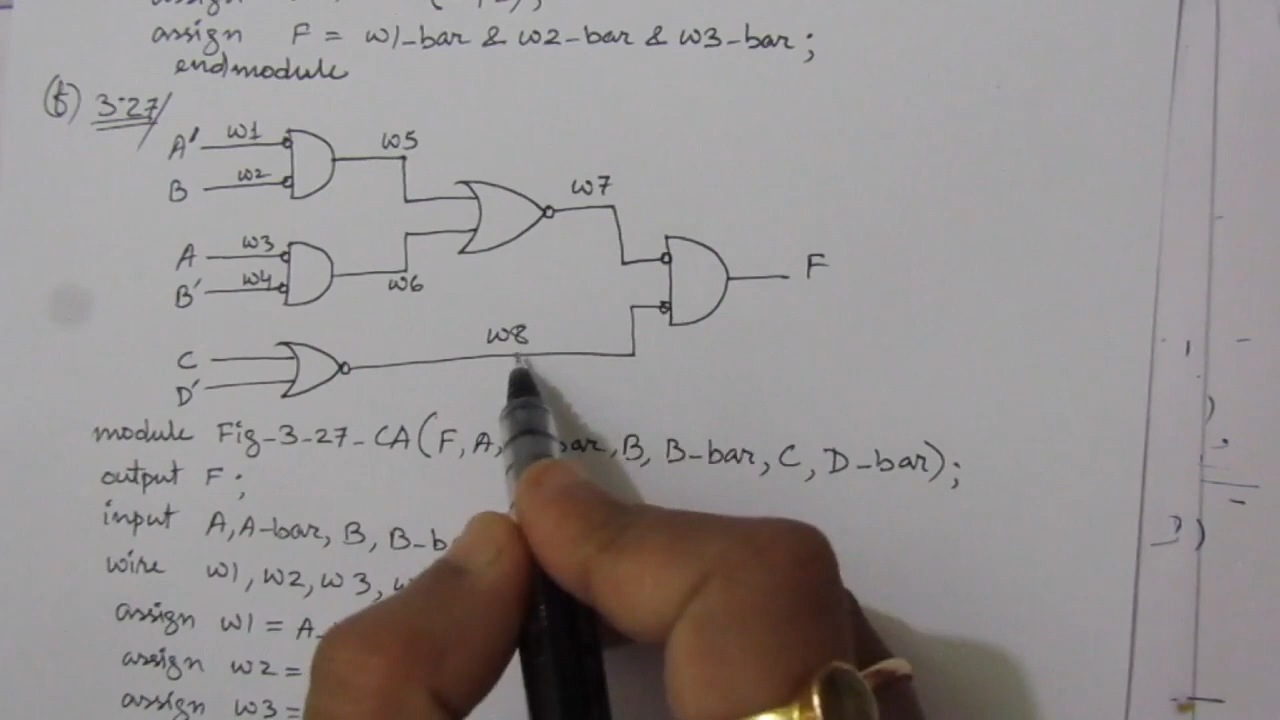 assign F = w1-bar & w2-bar & w3-bar ;
endmodule
(f) 3.27/
A' w1
w5
B w2
w7
A w3
F
B' w4
w6
C
w8
D'
module Fig-3-27-CA(F, A, bar, B, B-bar, C, D-bar);
output F ;
input A, A-bar, B, B-b
wire w1, w2, w3,
assign w1 = A-
assign w2 =
assign w3 =